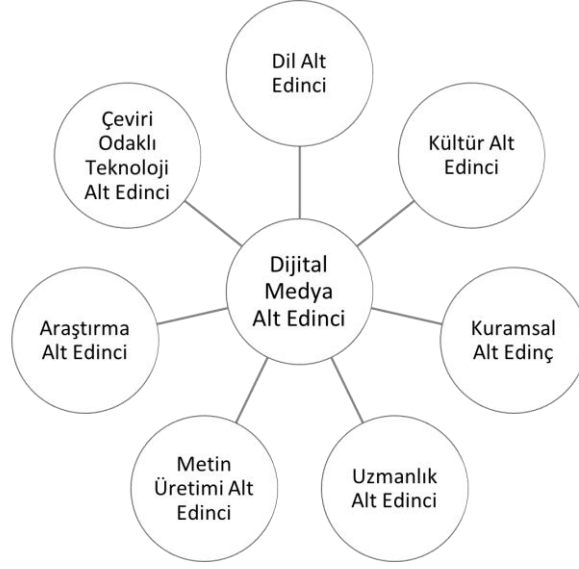 Dil Alt
Edinci
Çeviri
Odaklı
Teknoloji
Alt Edinci
Kültür Alt
Edinci
Dijital
Medya
Alt Edinci
Araştırma
Alt Edinci
Kuramsal
Alt Edinç
Metin
Üretimi Alt
Edinci
Uzmanlık
Alt Edinci